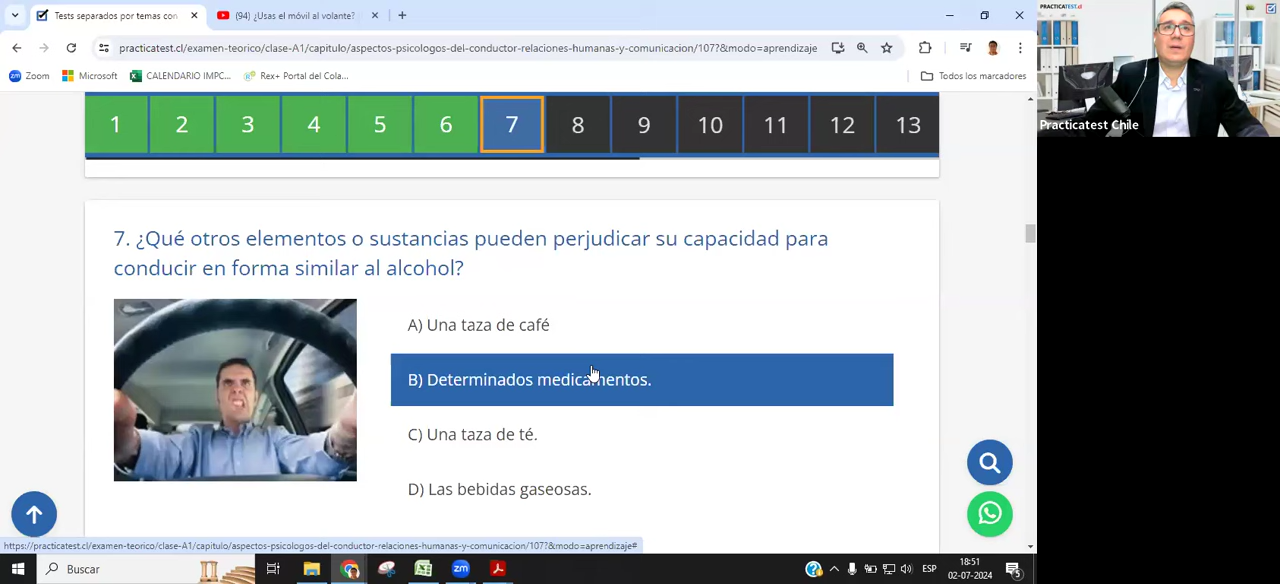 Tests separados por temas con
(94) ¿Usas el móvil al volante?
practicatest.cl/examen-teorico/clase-A1/capitulo/aspectos-psicologos-del-conductor-relaciones-humanas-y-comunicacion/107?&modo=aprendizaje
Zoom
Microsoft
CALENDARIO IMPC...
Rex+ Portal del Cola...
Todos los marcadores
PRACTICATEST.cl
Practicatest Chile
1 2 3 4 5 6 7 8 9 10 11 12 13
7. ¿Qué otros elementos o sustancias pueden perjudicar su capacidad para
conducir en forma similar al alcohol?
A) Una taza de café
B) Determinados medicamentos.
C) Una taza de té.
D) Las bebidas gaseosas.
https://practicatest.cl/examen-teorico/clase-A1/capitulo/aspectos-psicologos-del-conductor-relaciones-humanas-y-comunicacion/107?&modo=aprendizaje#
Buscar
ESP
18:51
02-07-2024
5